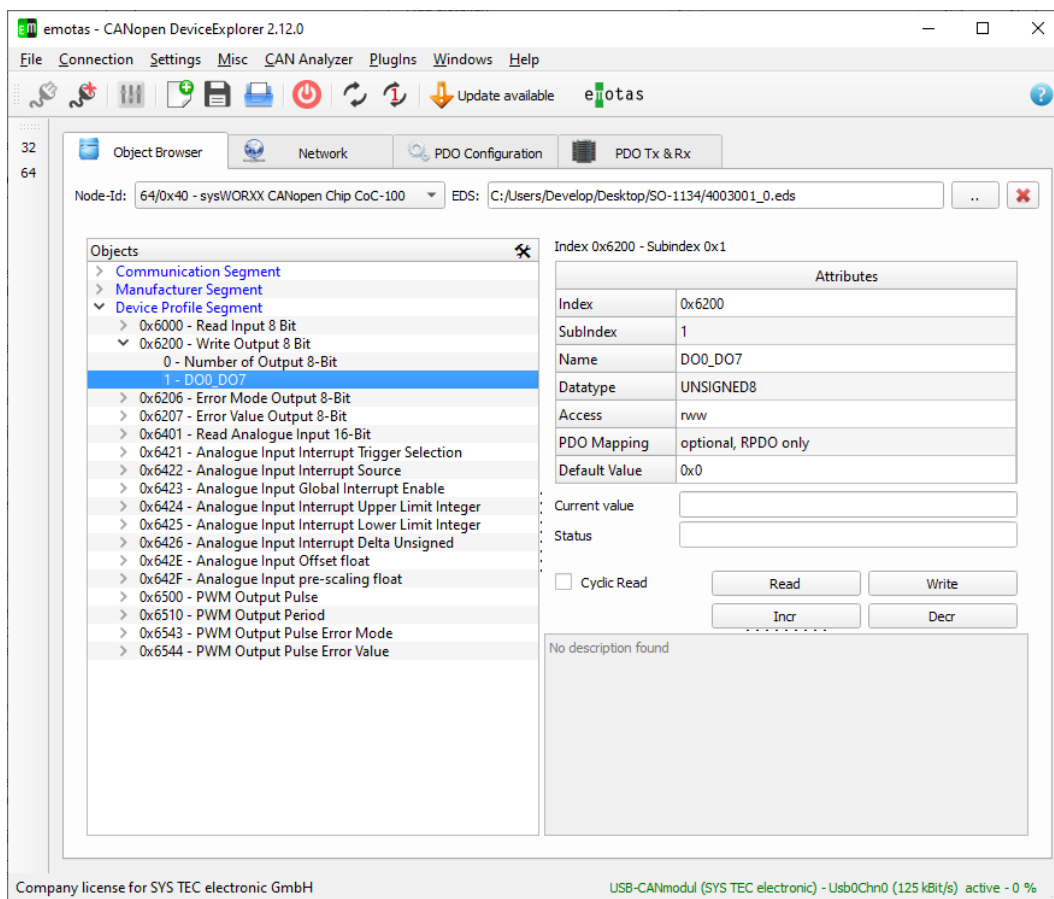 emotas - CANopen DeviceExplorer 2.12.0
File Connection Settings Misc CAN Analyzer PlugIns Windows Help
1 Update available emotas ?
32
64
Object Browser Network PDO Configuration PDO Tx & Rx
Node-Id: 64/0x40 - sysWORXX CANopen Chip CoC-100 EDS: C:/Users/Develop/Desktop/SO-1134/4003001_0.eds ..
Objects
Communication Segment
Manufacturer Segment
Device Profile Segment
0x6000 - Read Input 8 Bit
0x6200 - Write Output 8 Bit
0 - Number of Output 8-Bit
1 - DO0_DO7
0x6206 - Error Mode Output 8-Bit
0x6207 - Error Value Output 8-Bit
0x6401 - Read Analogue Input 16-Bit
0x6421 - Analogue Input Interrupt Trigger Selection
0x6422 - Analogue Input Interrupt Source
0x6423 - Analogue Input Global Interrupt Enable
0x6424 - Analogue Input Interrupt Upper Limit Integer
0x6425 - Analogue Input Interrupt Lower Limit Integer
0x6426 - Analogue Input Interrupt Delta Unsigned
0x642E - Analogue Input Offset float
0x642F - Analogue Input pre-scaling float
0x6500 - PWM Output Pulse
0x6510 - PWM Output Period
0x6543 - PWM Output Pulse Error Mode
0x6544 - PWM Output Pulse Error Value
Index 0x6200 - Subindex 0x1
Attributes
Index 0x6200
SubIndex 1
Name DO0_DO7
Datatype UNSIGNED8
Access rww
PDO Mapping optional, RPDO only
Default Value 0x0
Current value
Status
Cyclic Read Read Write
Incr Decr
No description found
Company license for SYS TEC electronic GmbH USB-CANmodul (SYS TEC electronic) - Usb0Chn0 (125 kBit/s) active - 0 %